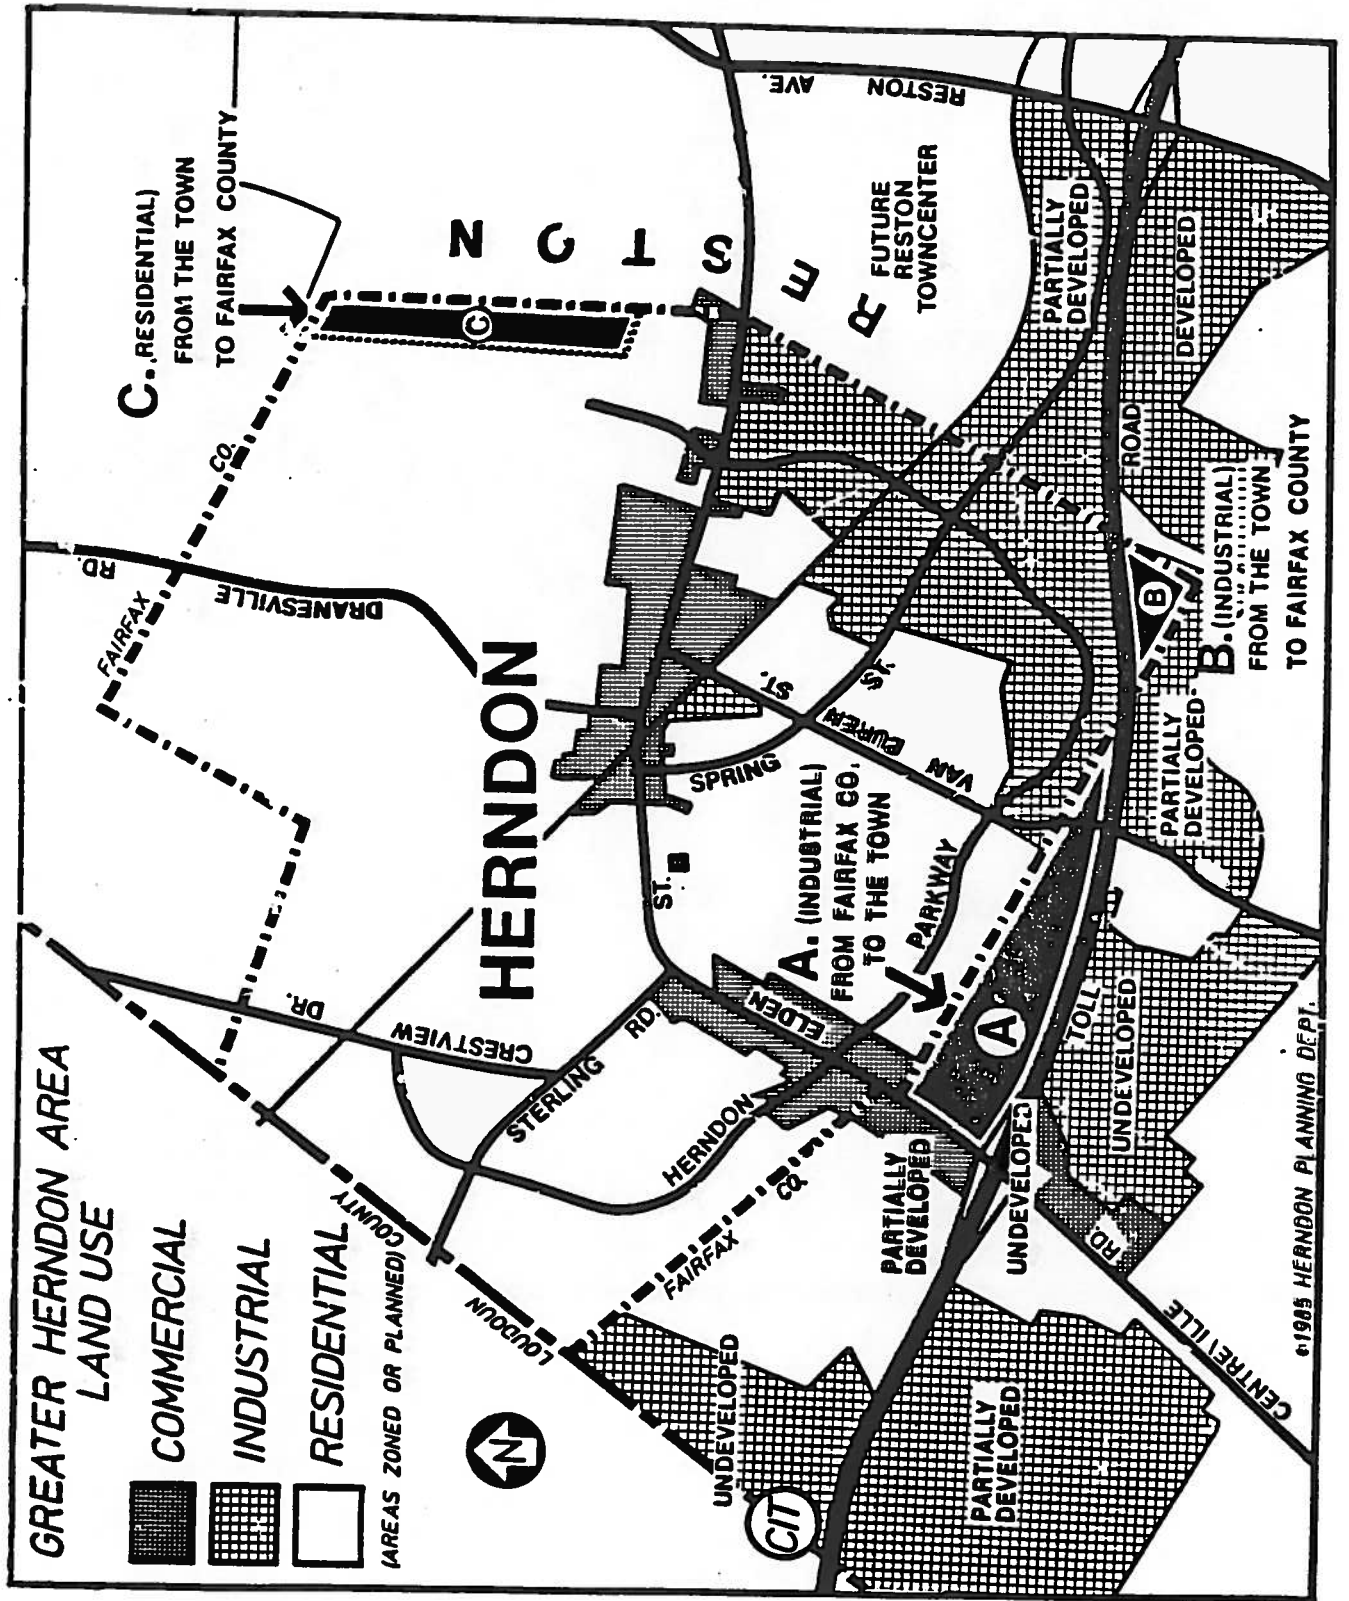 GREATER HERNDON AREA
LAND USE
COMMERCIAL
INDUSTRIAL
RESIDENTIAL
(AREAS ZONED OR PLANNED)
N
CIT
LOUDOUN COUNTY
FAIRFAX CO.
FAIRFAX CO.
C. (RESIDENTIAL)
FROM THE TOWN
TO FAIRFAX COUNTY
C
DRANESVILLE RD.
CRESTVIEW DR.
HERNDON
STERLING RD.
HERNDON PARKWAY
ELDEN ST.
B
SPRING ST.
VAN BUREN ST.
A. (INDUSTRIAL)
FROM FAIRFAX CO.
TO THE TOWN
A
RESTON
RESTON AVE.
FUTURE
RESTON
TOWNCENTER
PARTIALLY
DEVELOPED
DEVELOPED
TOLL ROAD
B
B. (INDUSTRIAL)
FROM THE TOWN
TO FAIRFAX COUNTY
PARTIALLY
DEVELOPED
UNDEVELOPED
UNDEVELOPED
PARTIALLY
DEVELOPED
UNDEVELOPED
PARTIALLY
DEVELOPED
CENTREVILLE RD.
©1985 HERNDON PLANNING DEPT.